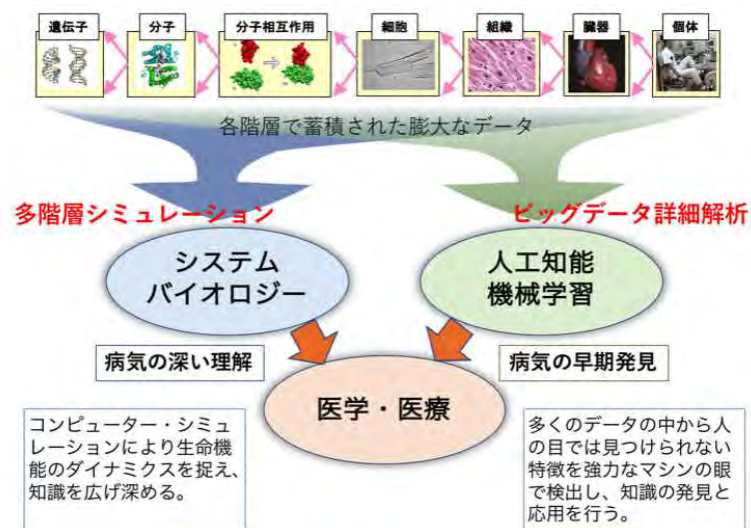 遺伝子
分子
分子相互作用
細胞
組織
臓器
個体
各階層で蓄積された膨大なデータ
多階層シミュレーション
ビッグデータ詳細解析
システム
バイオロジー
人工知能
機械学習
病気の深い理解
病気の早期発見
医学・医療
コンピューター・シミュ
レーションにより生命機
能のダイナミクスを捉え、
知識を広げ深める。
多くのデータの中から人
の目では見つけられない
特徴を強力なマシンの眼
で検出し、知識の発見と
応用を行う。